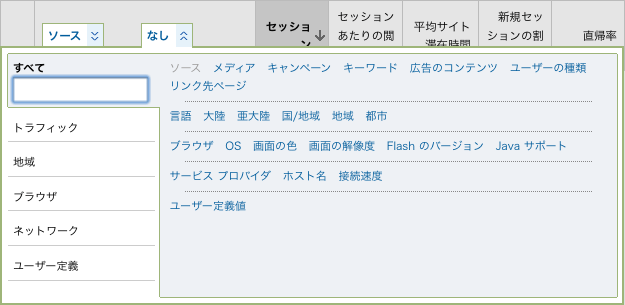 ソース
なし
セッション
セッションあたりの閲
平均サイト滞在時間
新規セッションの割
直帰率
すべて
トラフィック
地域
ブラウザ
ネットワーク
ユーザー定義
ソース メディア キャンペーン キーワード 広告のコンテンツ ユーザーの種類
リンク先ページ
言語 大陸 亜大陸 国/地域 地域 都市
ブラウザ OS 画面の色 画面の解像度 Flash のバージョン Java サポート
サービス プロバイダ ホスト名 接続速度
ユーザー定義値